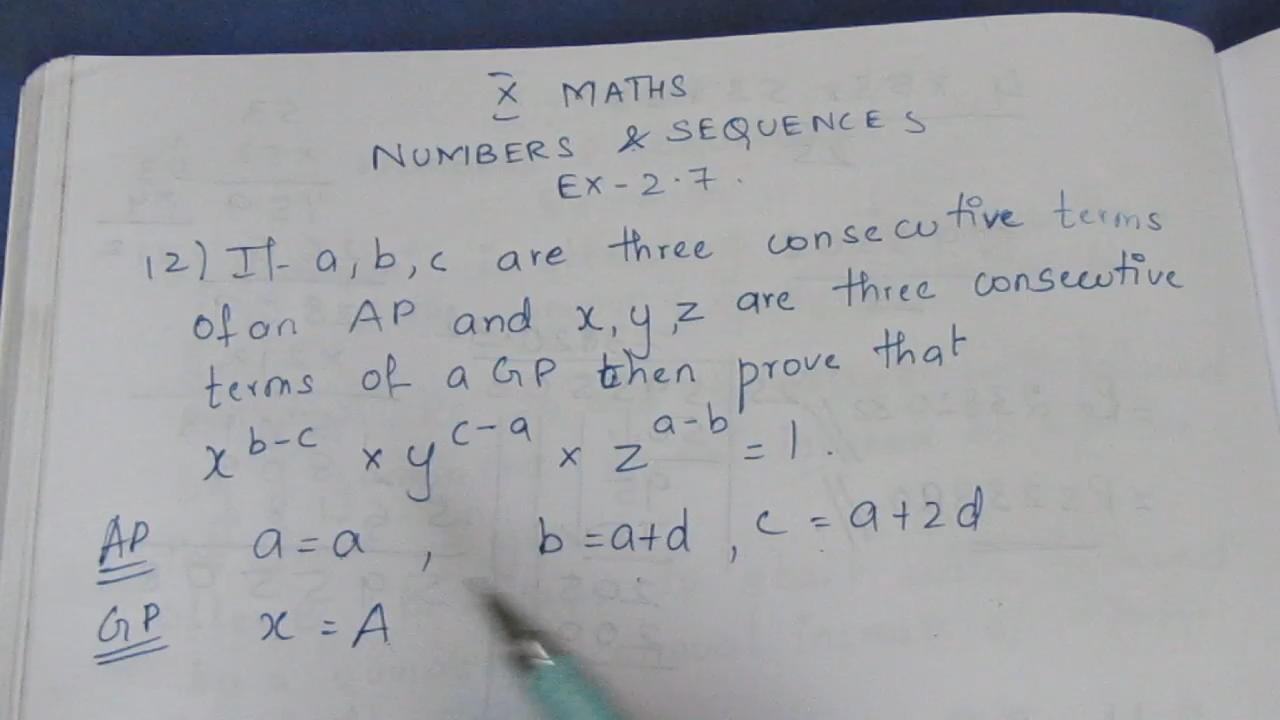 X MATHS
NUMBERS & SEQUENCES
EX-2.7.
12) If a, b, c are three consecutive terms
of an AP and x, y, z are three consecutive
terms of a GP then prove that
x^{b-c} × y^{c-a} × z^{a-b} = 1.
AP a = a , b = a+d , c = a+2d
GP x = A